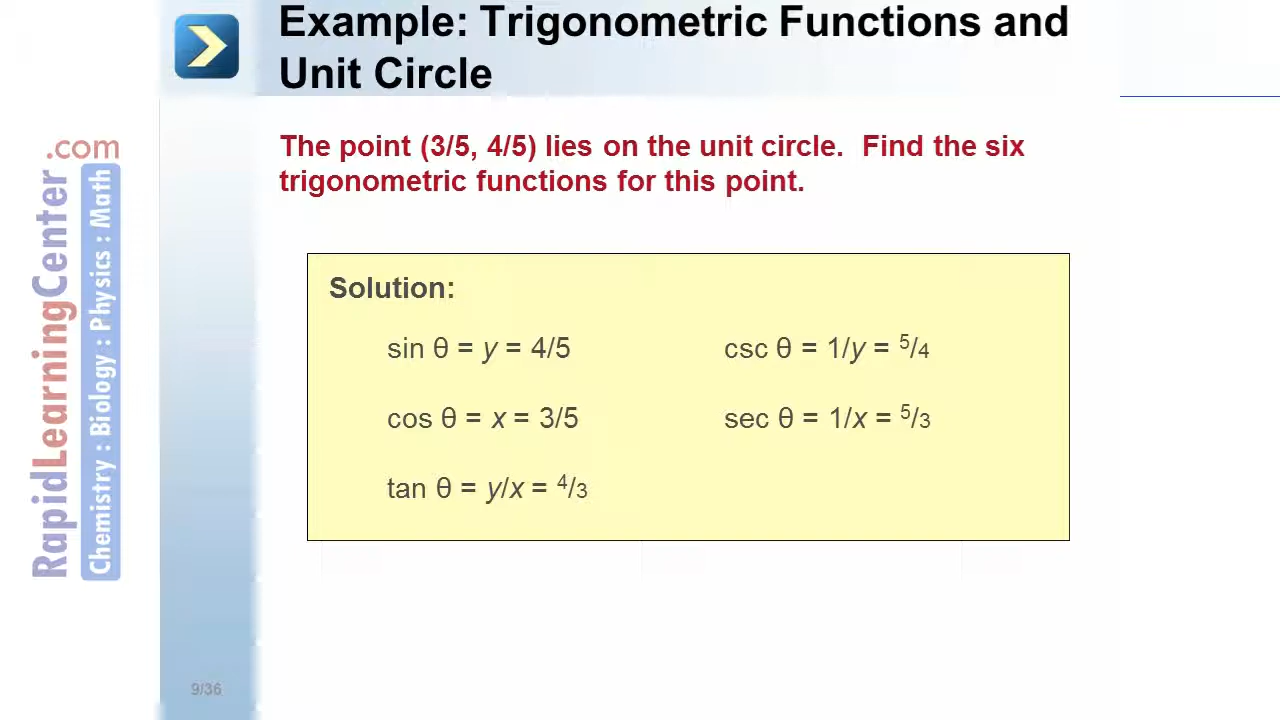 Example: Trigonometric Functions and
Unit Circle
The point (3/5, 4/5) lies on the unit circle.  Find the six
trigonometric functions for this point.
Solution:
sin θ = y = 4/5
csc θ = 1/y = 5/4
cos θ = x = 3/5
sec θ = 1/x = 5/3
tan θ = y/x = 4/3
RapidLearningCenter.com
Chemistry : Biology : Physics : Math
9/36